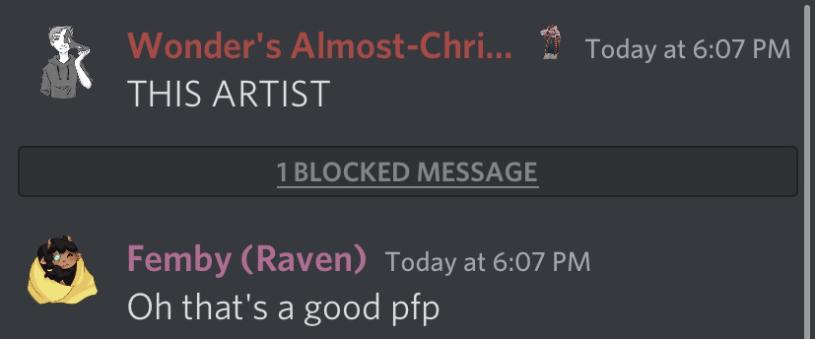 Wonder's Almost-Chri... Today at 6:07 PM
THIS ARTIST
1 BLOCKED MESSAGE
Femby (Raven) Today at 6:07 PM
Oh that's a good pfp